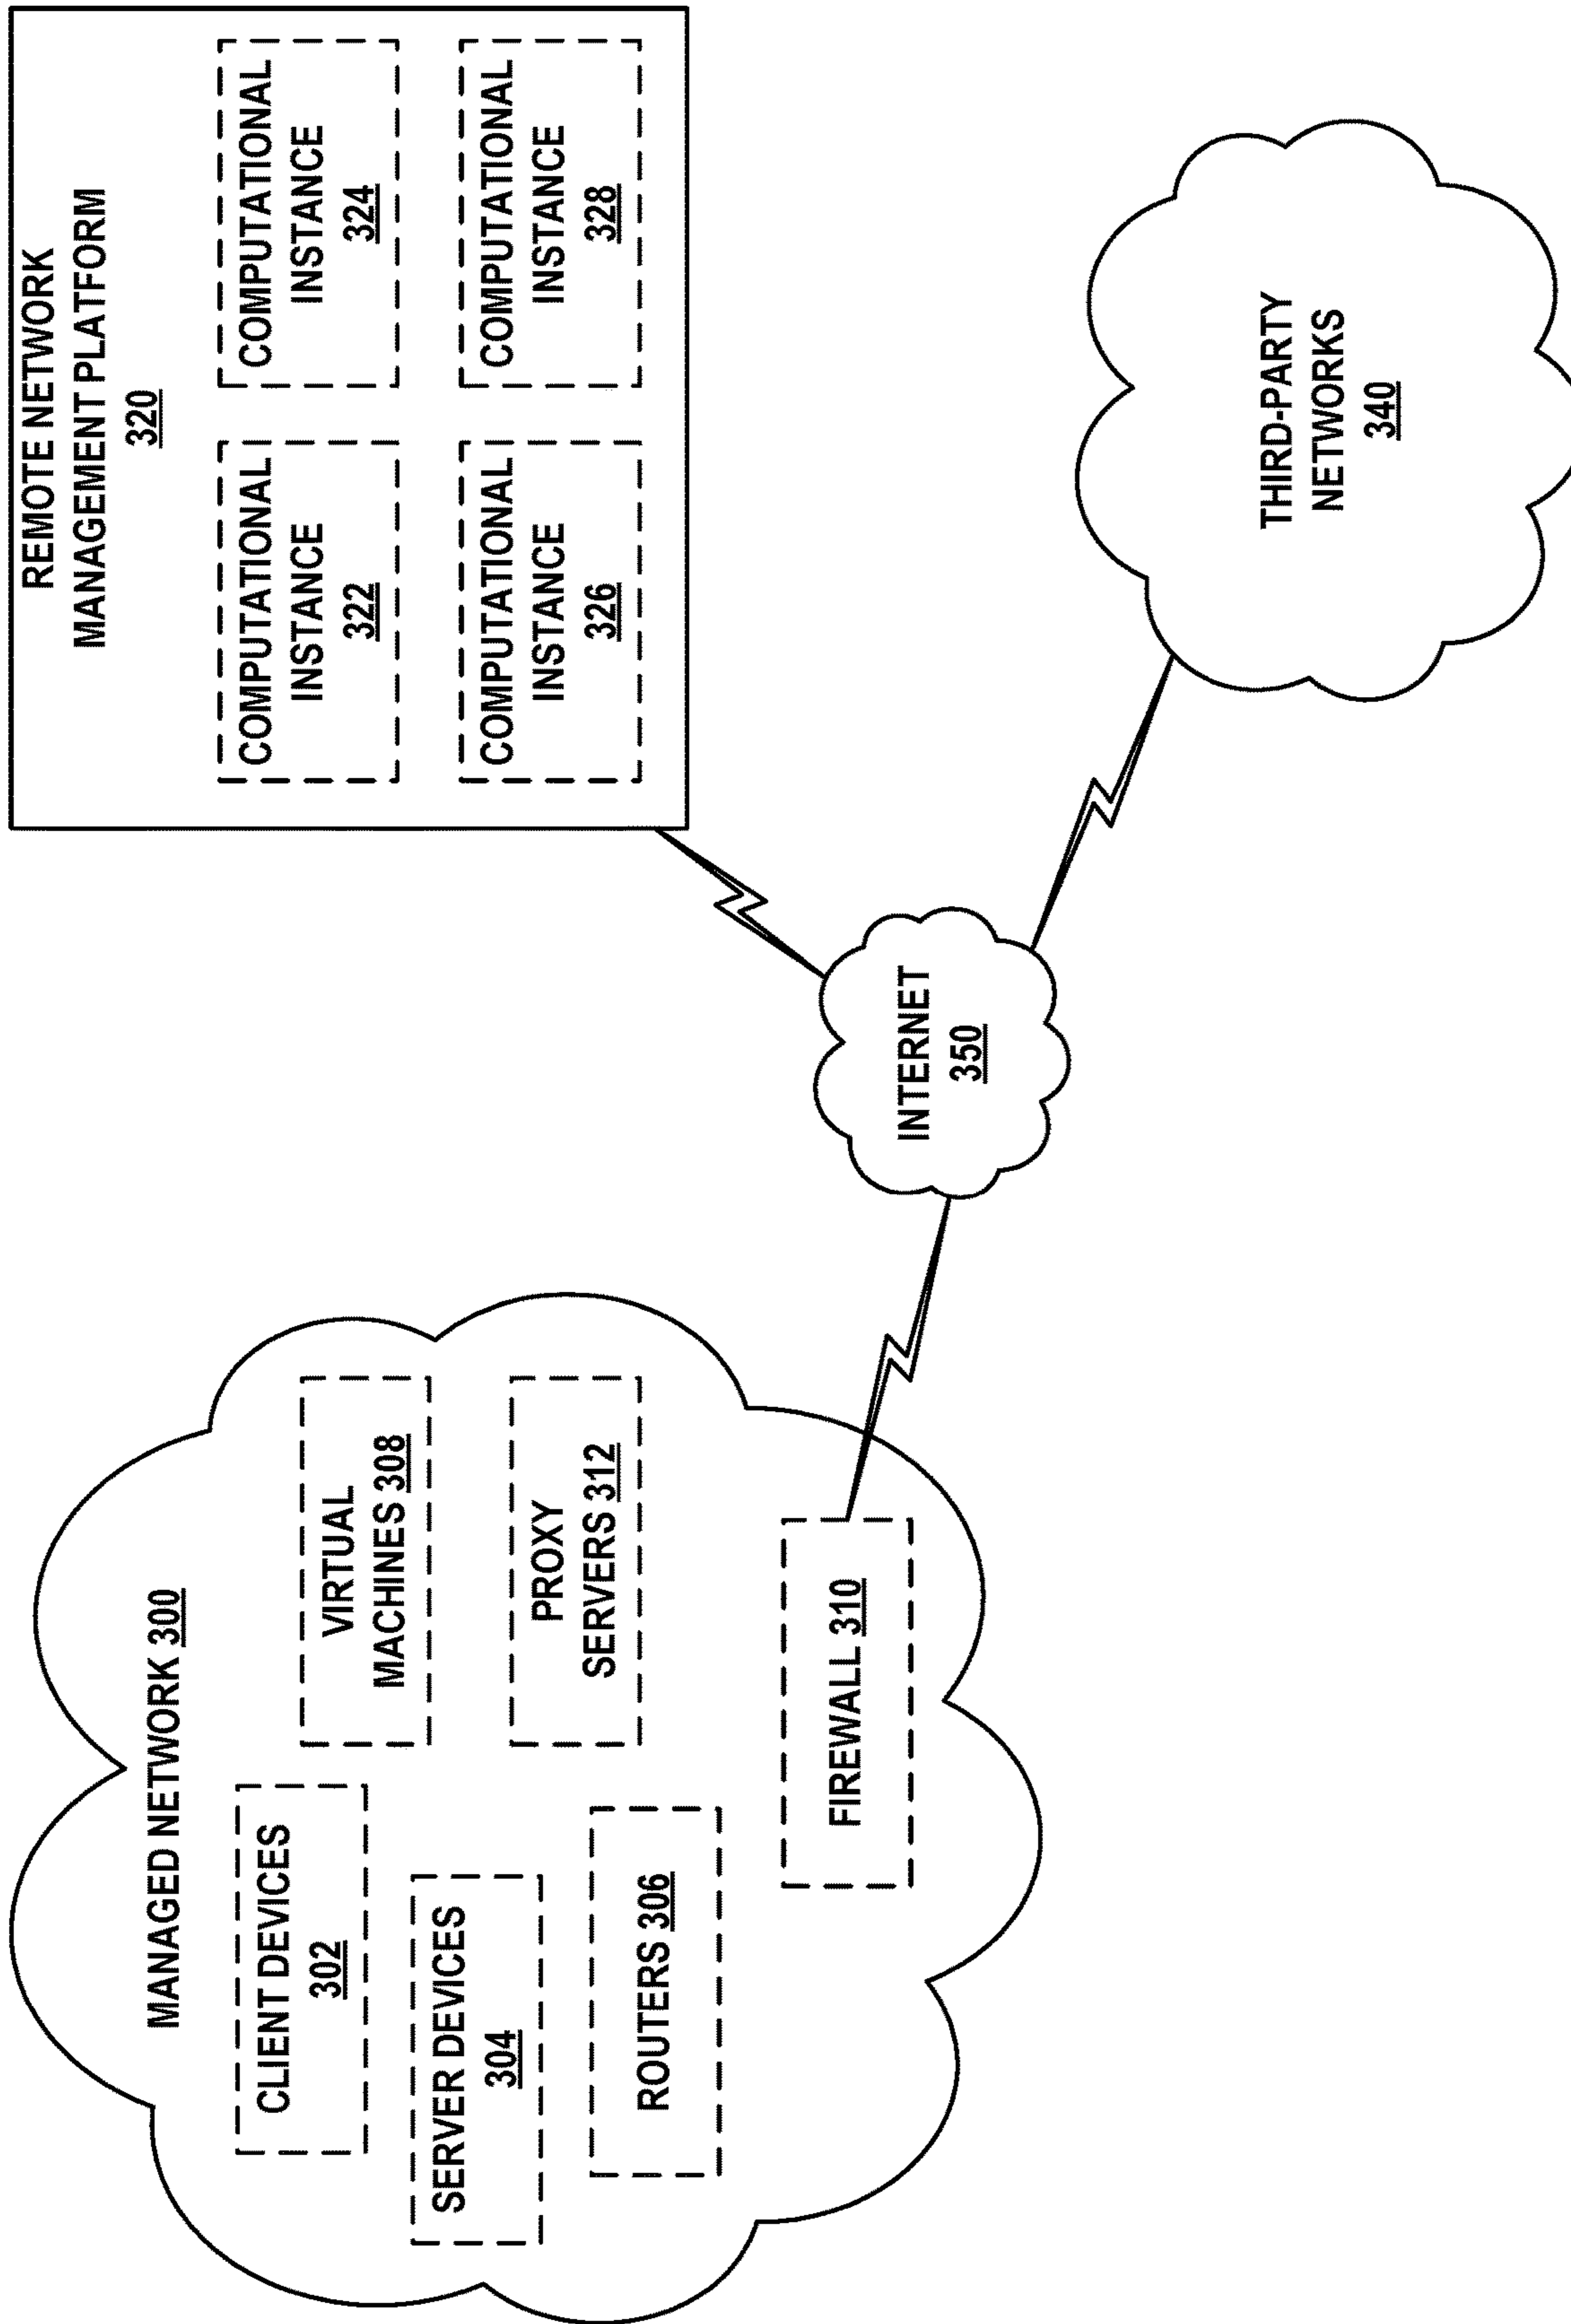 MANAGED NETWORK 300
CLIENT DEVICES
302
SERVER DEVICES
304
ROUTERS 306
VIRTUAL
MACHINES 308
PROXY
SERVERS 312
FIREWALL 310
INTERNET
350
REMOTE NETWORK
MANAGEMENT PLATFORM
320
COMPUTATIONAL
INSTANCE
322
COMPUTATIONAL
INSTANCE
324
COMPUTATIONAL
INSTANCE
326
COMPUTATIONAL
INSTANCE
328
THIRD-PARTY
NETWORKS
340